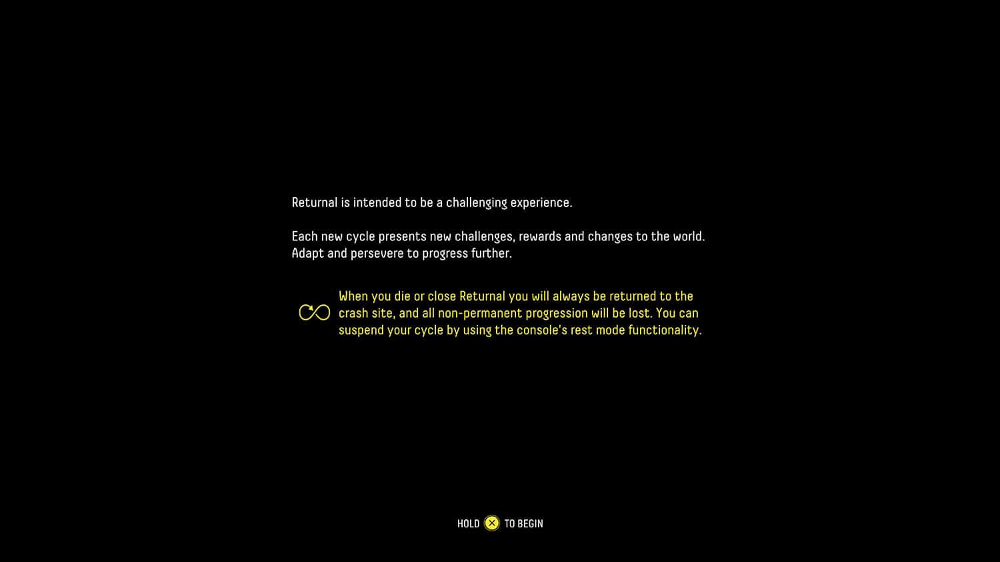 Returnal is intended to be a challenging experience.
Each new cycle presents new challenges, rewards and changes to the world.
Adapt and persevere to progress further.
When you die or close Returnal you will always be returned to the
crash site, and all non-permanent progression will be lost. You can
suspend your cycle by using the console's rest mode functionality.
HOLD ✕ TO BEGIN